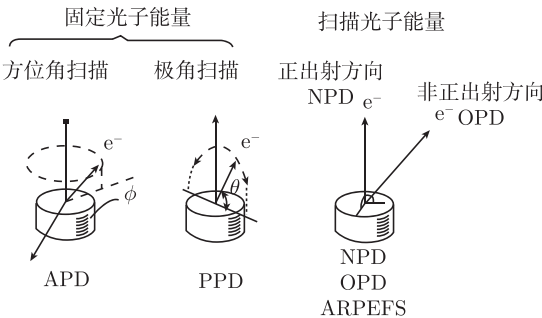 固定光子能量
扫描光子能量
方位角扫描
极角扫描
正出射方向
NPD
e⁻
非正出射方向
e⁻ OPD
e⁻
e⁻
θ
ϕ
APD
PPD
NPD
OPD
ARPEFS